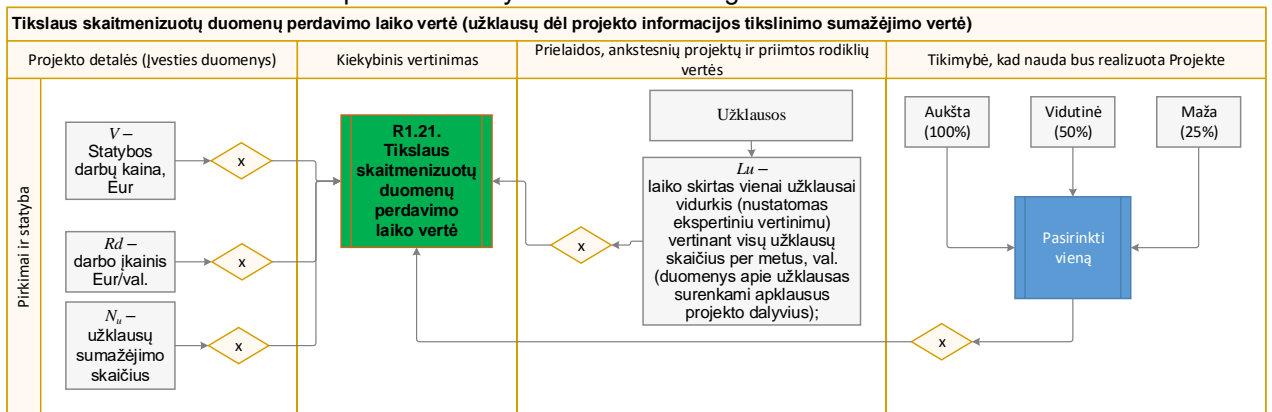 Tikslaus skaitmenizuotų duomenų perdavimo laiko vertė (užklausų dėl projekto informacijos tikslinimo sumažėjimo vertė)
Projekto detalės (Įvesties duomenys)
Kiekybinis vertinimas
Prielaidos, ankstesnių projektų ir priimtos rodiklių
vertės
Tikimybė, kad nauda bus realizuota Projekte
Pirkimai ir statyba
V –
Statybos
darbų kaina,
Eur
x
Rd –
darbo įkainis
Eur/val.
x
Nu –
užklausų
sumažėjimo
skaičius
x
R1.21.
Tikslaus
skaitmenizuotų
duomenų
perdavimo
laiko vertė
Užklausos
Lu –
laiko skirtas vienai užklausai
vidurkis (nustatomas
ekspertiniu vertinimu)
vertinant visų užklausų
skaičius per metus, val.
(duomenys apie užklausas
surenkami apklausus
projekto dalyvius);
x
Aukšta
(100%)
Vidutinė
(50%)
Maža
(25%)
Pasirinkti
vieną
x